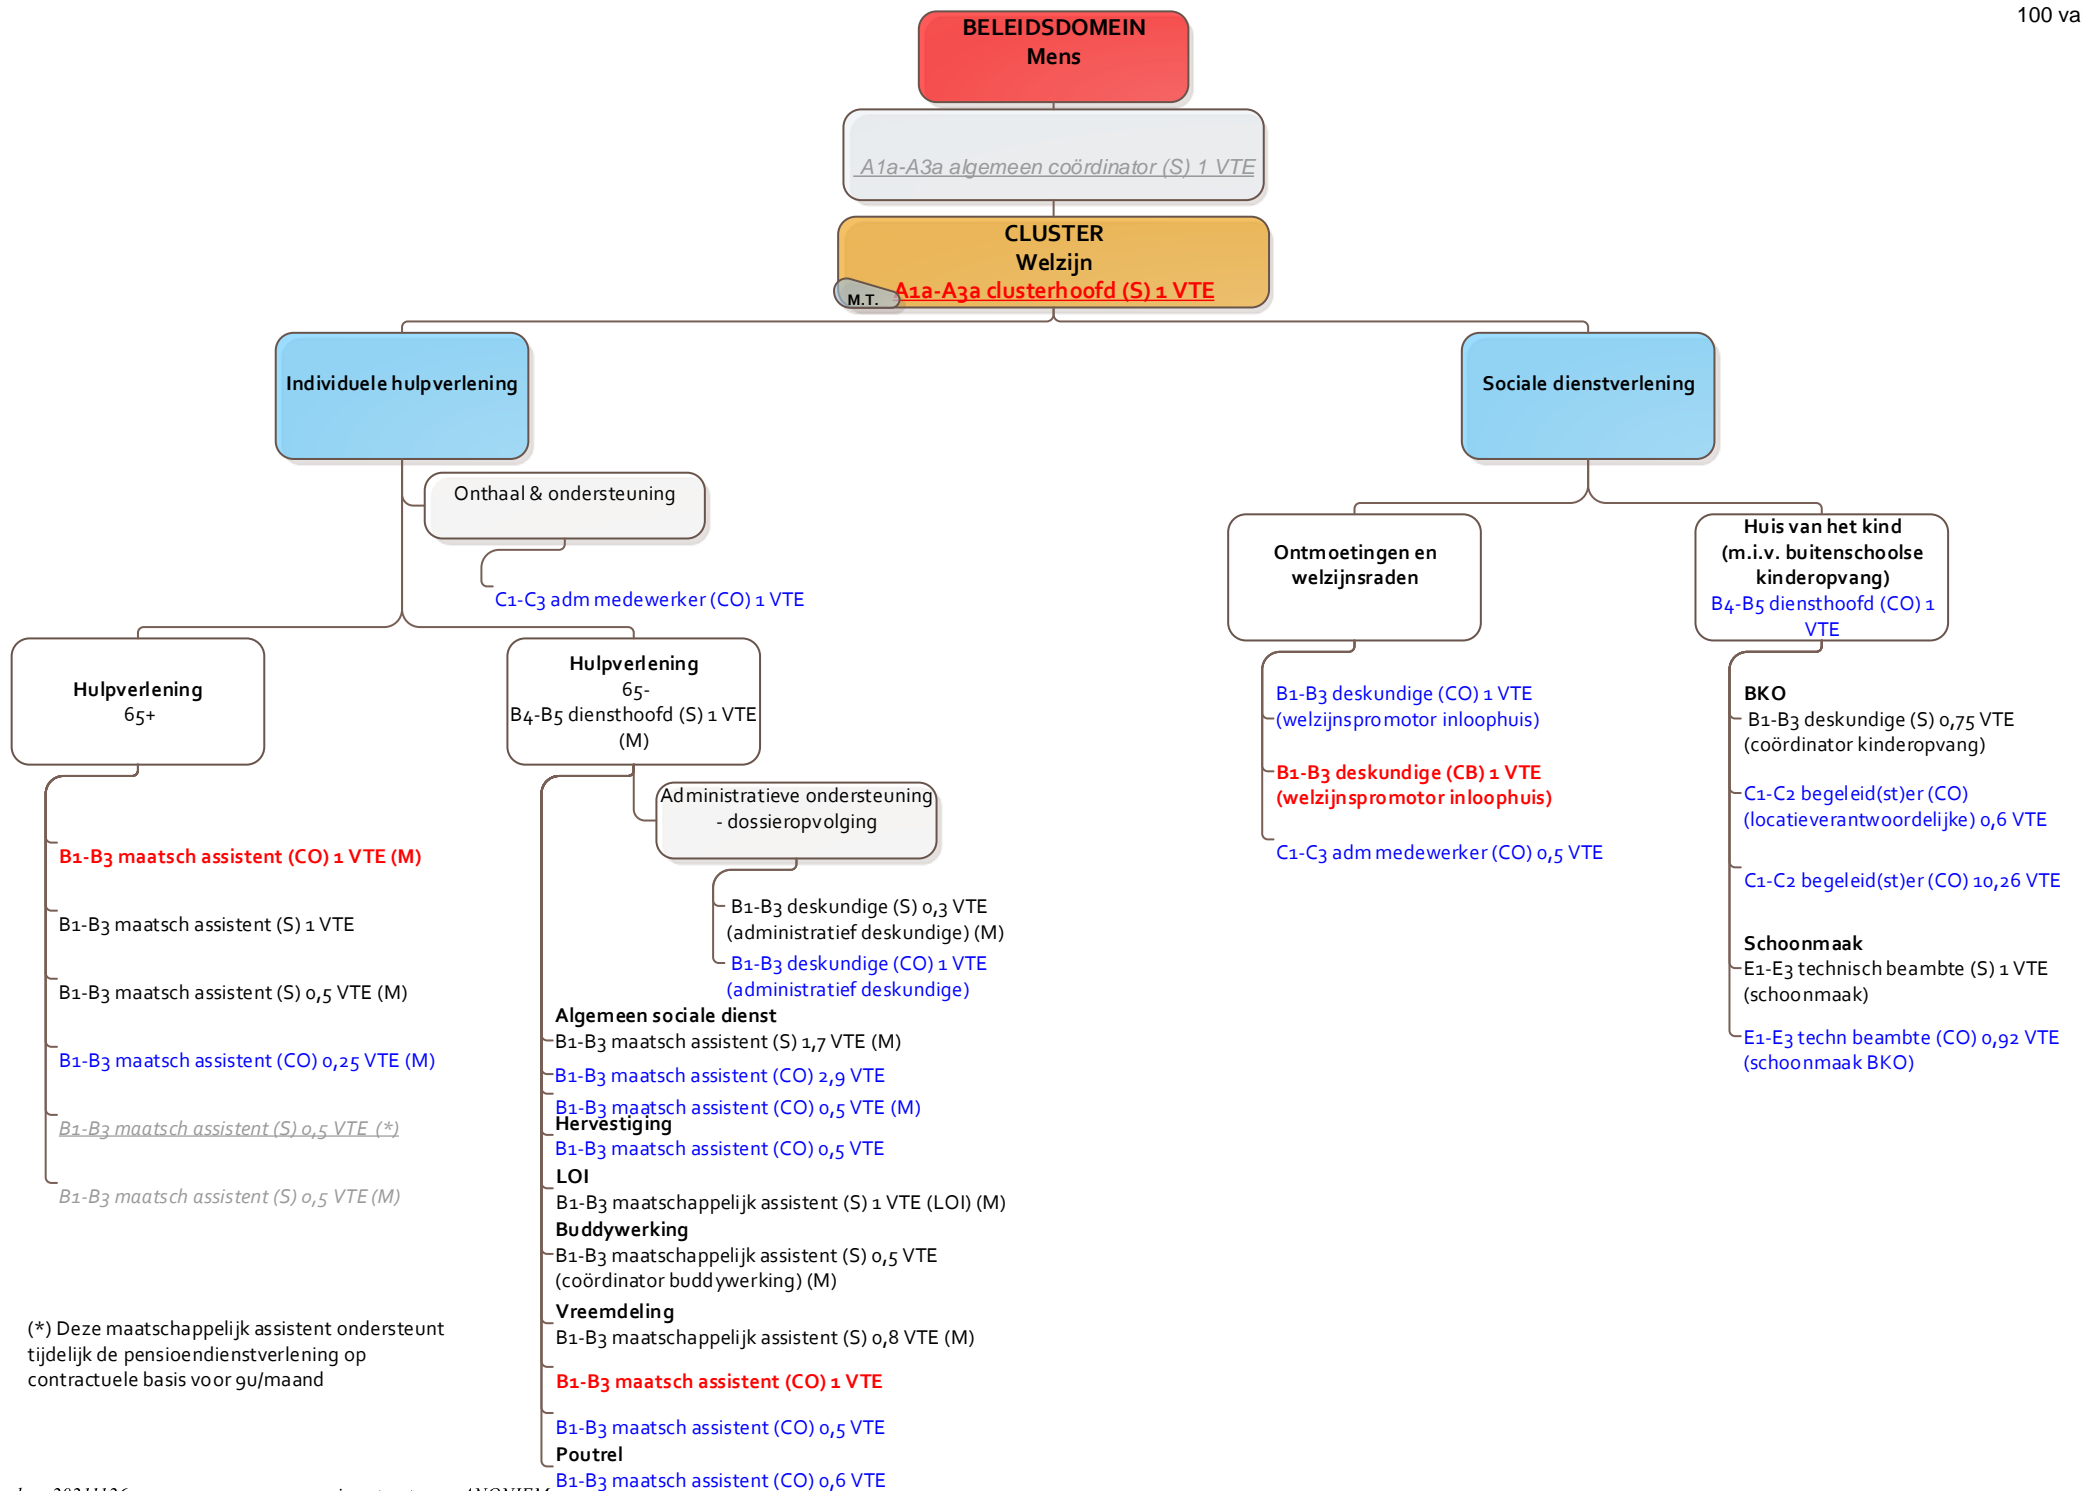 100 va
BELEIDSDOMEIN
Mens
A1a-A3a algemeen coördinator (S) 1 VTE
CLUSTER
Welzijn
A1a-A3a clusterhoofd (S) 1 VTE
M.T.
Individuele hulpverlening
Sociale dienstverlening
Onthaal & ondersteuning
C1-C3 adm medewerker (CO) 1 VTE
Hulpverlening
65+
B1-B3 maatsch assistent (CO) 1 VTE (M)
B1-B3 maatsch assistent (S) 1 VTE
B1-B3 maatsch assistent (S) 0,5 VTE (M)
B1-B3 maatsch assistent (CO) 0,25 VTE (M)
B1-B3 maatsch assistent (S) 0,5 VTE (*)
B1-B3 maatsch assistent (S) 0,5 VTE (M)
(*) Deze maatschappelijk assistent ondersteunt
tijdelijk de pensioendienstverlening op
contractuele basis voor 9u/maand
Hulpverlening
65-
B4-B5 diensthoofd (S) 1 VTE
(M)
Administratieve ondersteuning
- dossieropvolging
B1-B3 deskundige (S) 0,3 VTE
(administratief deskundige) (M)
B1-B3 deskundige (CO) 1 VTE
(administratief deskundige)
Algemeen sociale dienst
B1-B3 maatsch assistent (S) 1,7 VTE (M)
B1-B3 maatsch assistent (CO) 2,9 VTE
B1-B3 maatsch assistent (CO) 0,5 VTE (M)
Hervestiging
B1-B3 maatsch assistent (CO) 0,5 VTE
LOI
B1-B3 maatschappelijk assistent (S) 1 VTE (LOI) (M)
Buddywerking
B1-B3 maatschappelijk assistent (S) 0,5 VTE
(coördinator buddywerking) (M)
Vreemdeling
B1-B3 maatschappelijk assistent (S) 0,8 VTE (M)
B1-B3 maatsch assistent (CO) 1 VTE
B1-B3 maatsch assistent (CO) 0,5 VTE
Poutrel
B1-B3 maatsch assistent (CO) 0,6 VTE
Ontmoetingen en
welzijnsraden
B1-B3 deskundige (CO) 1 VTE
(welzijnspromotor inloophuis)
B1-B3 deskundige (CB) 1 VTE
(welzijnspromotor inloophuis)
C1-C3 adm medewerker (CO) 0,5 VTE
Huis van het kind
(m.i.v. buitenschoolse
kinderopvang)
B4-B5 diensthoofd (CO) 1
VTE
BKO
B1-B3 deskundige (S) 0,75 VTE
(coördinator kinderopvang)
C1-C2 begeleid(st)er (CO)
(locatieverantwoordelijke) 0,6 VTE
C1-C2 begeleid(st)er (CO) 10,26 VTE
Schoonmaak
E1-E3 technisch beambte (S) 1 VTE
(schoonmaak)
E1-E3 techn beambte (CO) 0,92 VTE
(schoonmaak BKO)